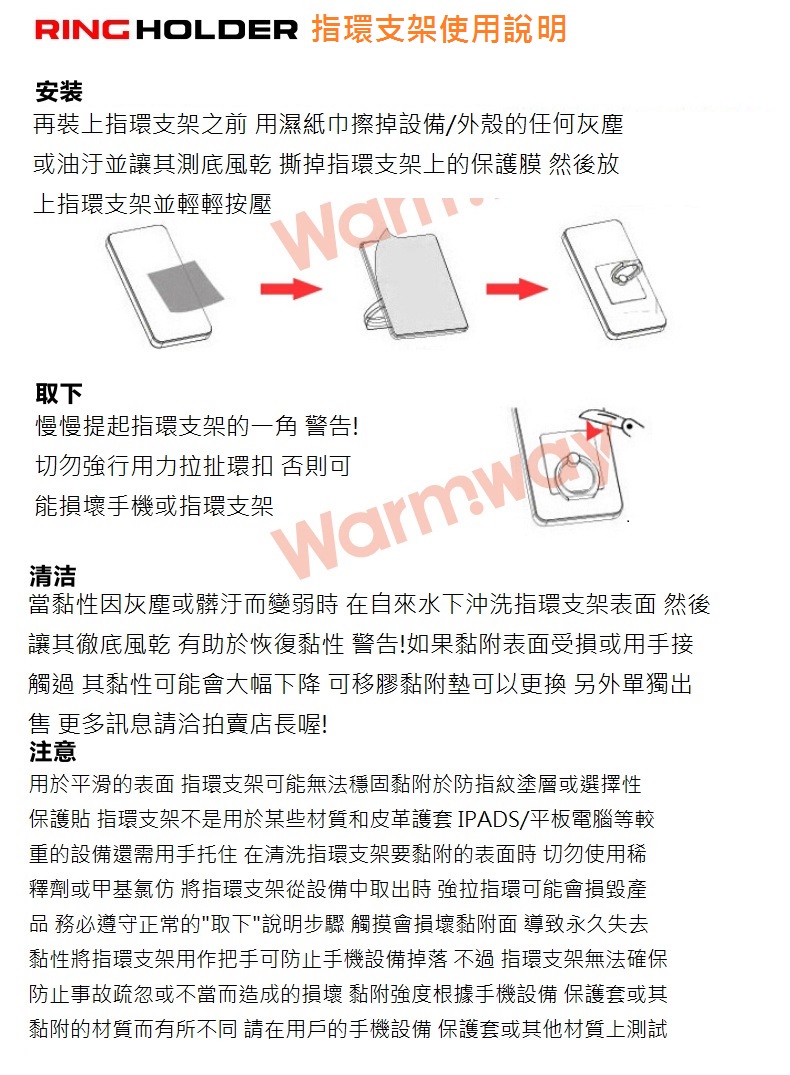 RING HOLDER 指環支架使用說明
安裝
再裝上指環支架之前 用濕紙巾擦掉設備/外殼的任何灰塵
或油汙並讓其測底風乾 撕掉指環支架上的保護膜 然後放
上指環支架並輕輕按壓
取下
慢慢提起指環支架的一角 警告!
切勿強行用力拉扯環扣 否則可
能損壞手機或指環支架
Warm.way
清洁
當黏性因灰塵或髒汙而變弱時 在自來水下沖洗指環支架表面 然後
讓其徹底風乾 有助於恢復黏性 警告!如果黏附表面受損或用手接
觸過 其黏性可能會大幅下降 可移膠黏附墊可以更換 另外單獨出
售 更多訊息請洽拍賣店長喔!
注意
用於平滑的表面 指環支架可能無法穩固黏附於防指紋塗層或選擇性
保護貼 指環支架不是用於某些材質和皮革護套 IPADS/平板電腦等較
重的設備還需用手托住 在清洗指環支架要黏附的表面時 切勿使用稀
釋劑或甲基氯仿 將指環支架從設備中取出時 強拉指環可能會損毀產
品 務必遵守正常的"取下"說明步驟 觸摸會損壞黏附面 導致永久失去
黏性將指環支架用作把手可防止手機設備掉落 不過 指環支架無法確保
防止事故疏忽或不當而造成的損壞 黏附強度根據手機設備 保護套或其
黏附的材質而有所不同 請在用戶的手機設備 保護套或其他材質上測試